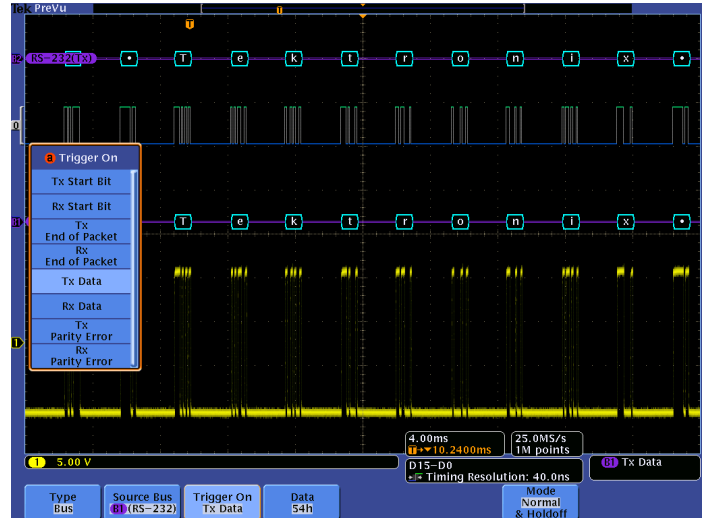 Tek PreVu
T
T
B2 RS-232(Tx) • T e k t r o n i x •
D
a Trigger On
Tx Start Bit
Rx Start Bit
Tx
End of Packet
Rx
End of Packet
Tx Data
Rx Data
Tx
Parity Error
Rx
Parity Error
B1 T e k t r o n i x •
1
4.00ms
T→▼10.2400ms
25.0MS/s
1M points
1 5.00 V
D15-D0
Timing Resolution: 40.0ns
B1 Tx Data
Type
Bus
Source Bus
B1 (RS-232)
Trigger On
Tx Data
Data
54h
Mode
Normal
& Holdoff